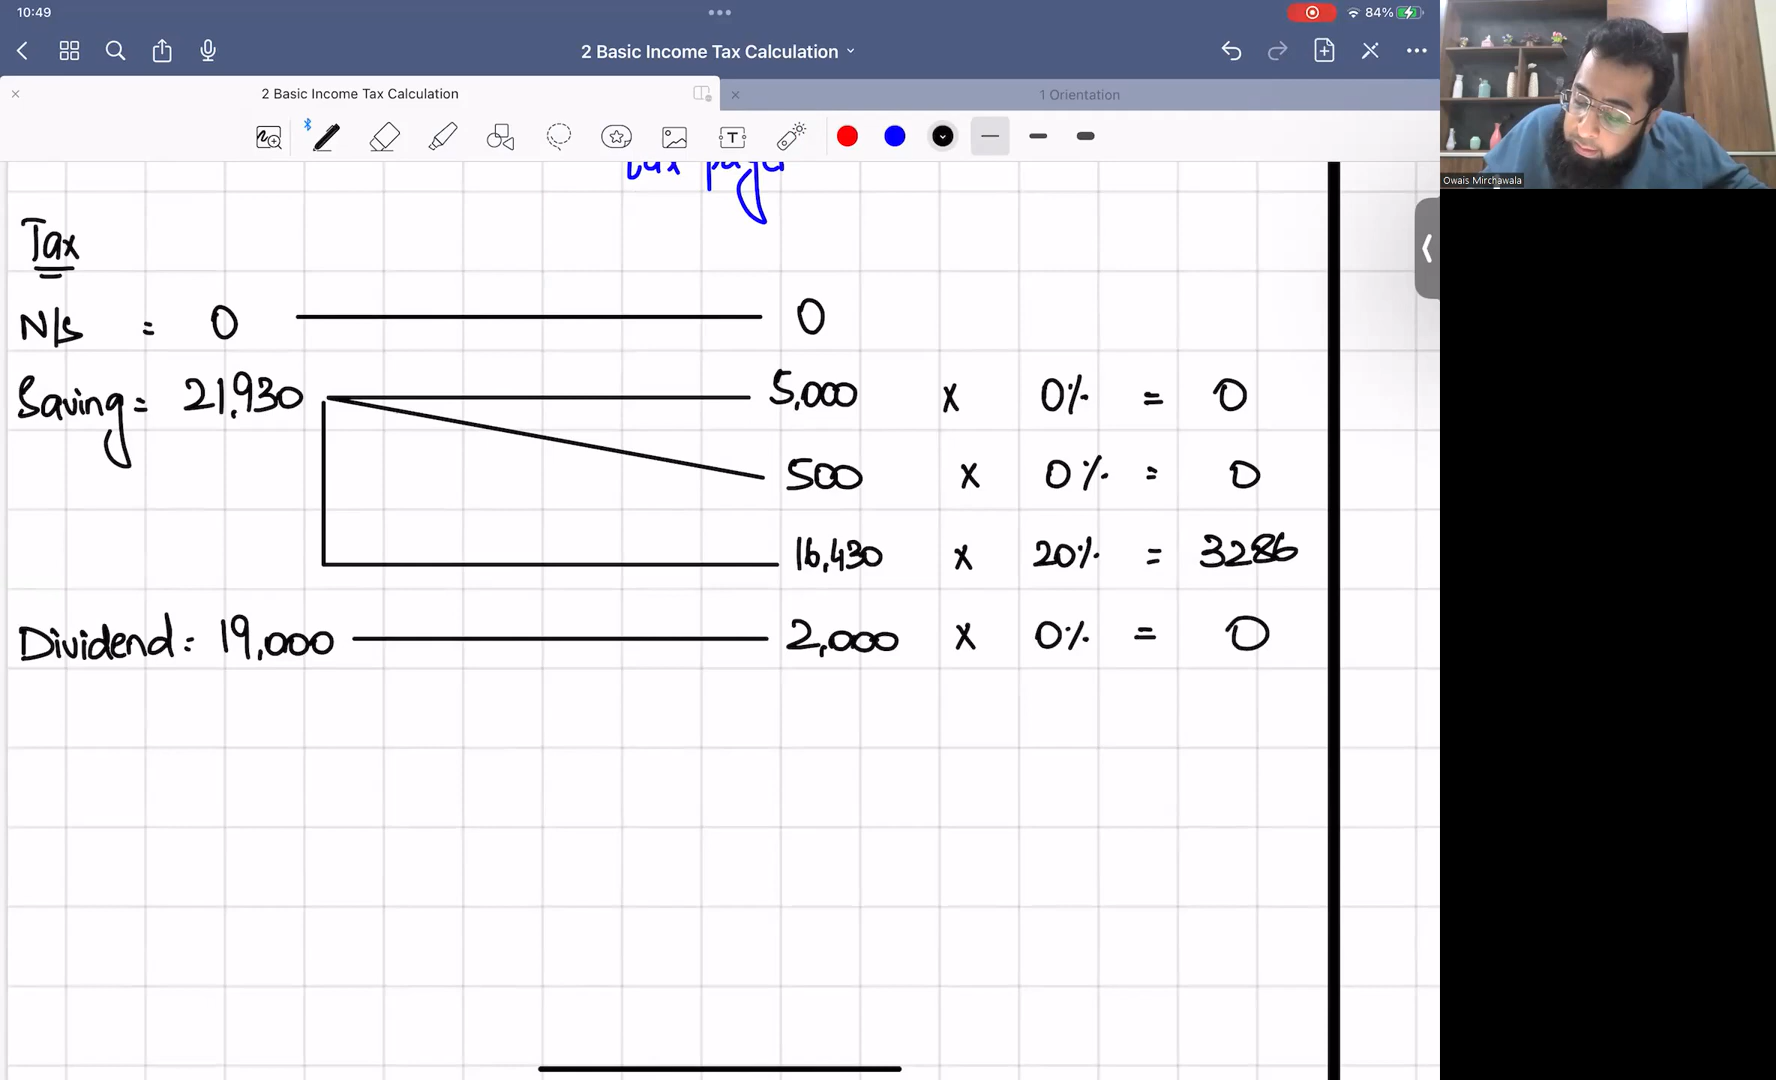 10:49
84%
2 Basic Income Tax Calculation
2 Basic Income Tax Calculation
1 Orientation
T
Owais Mirchawala
Tax
N/S = 0 0
Saving = 21,930 5,000 x 0% = 0
500 x 0% = 0
16,430 x 20% = 3286
Dividend = 19,000 2,000 x 0% = 0